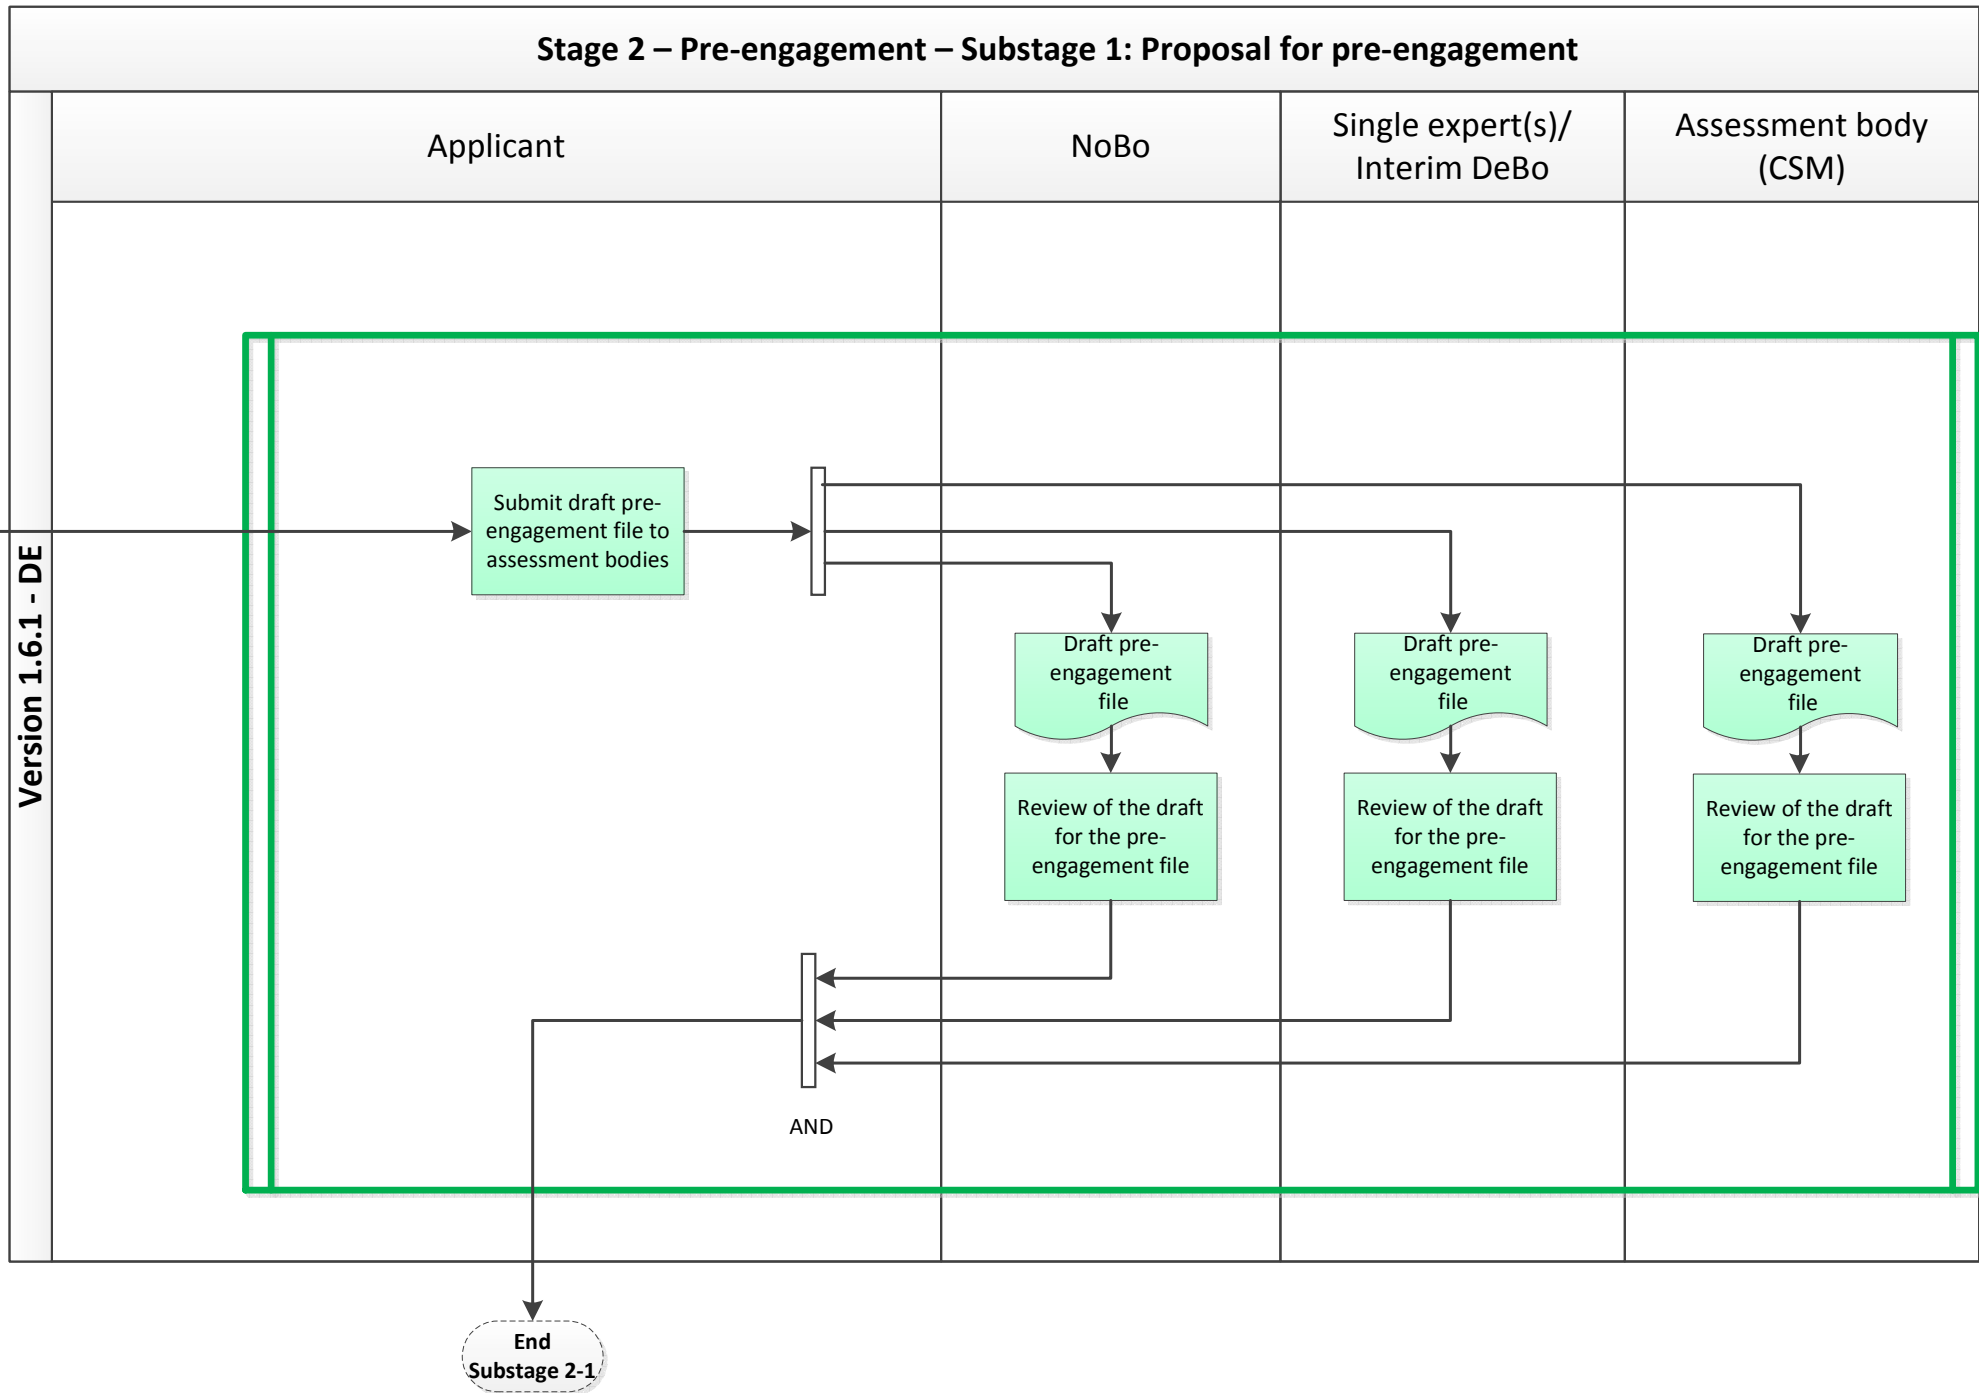 Stage 2 – Pre-engagement – Substage 1: Proposal for pre-engagement
Version 1.6.1 - DE
Applicant
NoBo
Single expert(s)/
Interim DeBo
Assessment body
(CSM)
Submit draft pre-
engagement file to
assessment bodies
Draft pre-
engagement
file
Draft pre-
engagement
file
Draft pre-
engagement
file
Review of the draft
for the pre-
engagement file
Review of the draft
for the pre-
engagement file
Review of the draft
for the pre-
engagement file
AND
End
Substage 2-1